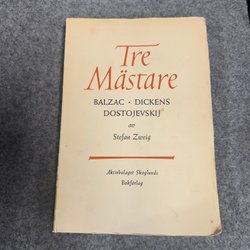 Tre
Mästare
BALZAC · DICKENS
DOSTOJEVSKIJ
av
Stefan Zweig
Aktiebolaget Skoglunds
Bokförlag